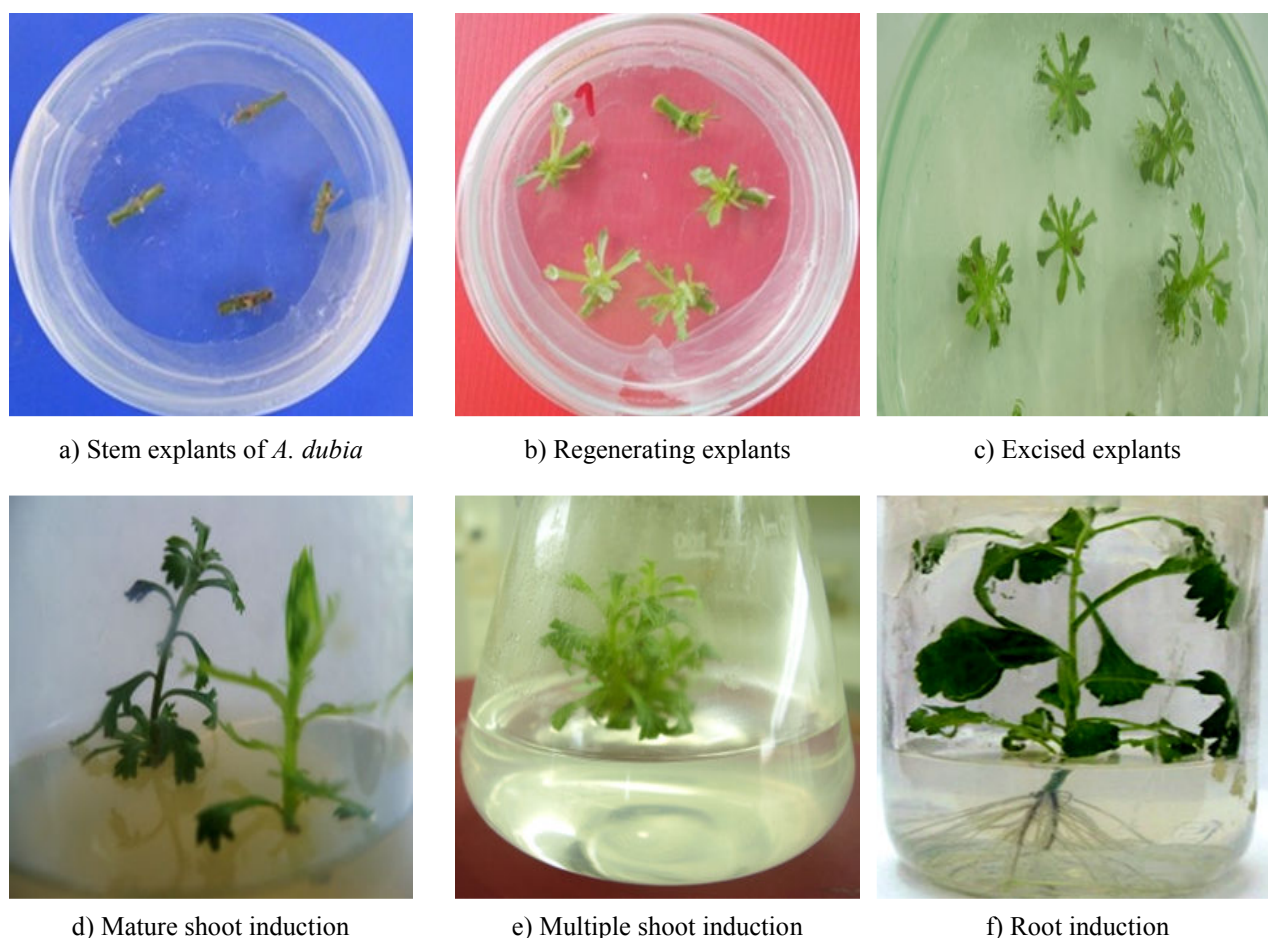 a) Stem explants of A. dubia
b) Regenerating explants
c) Excised explants
d) Mature shoot induction
e) Multiple shoot induction
f) Root induction